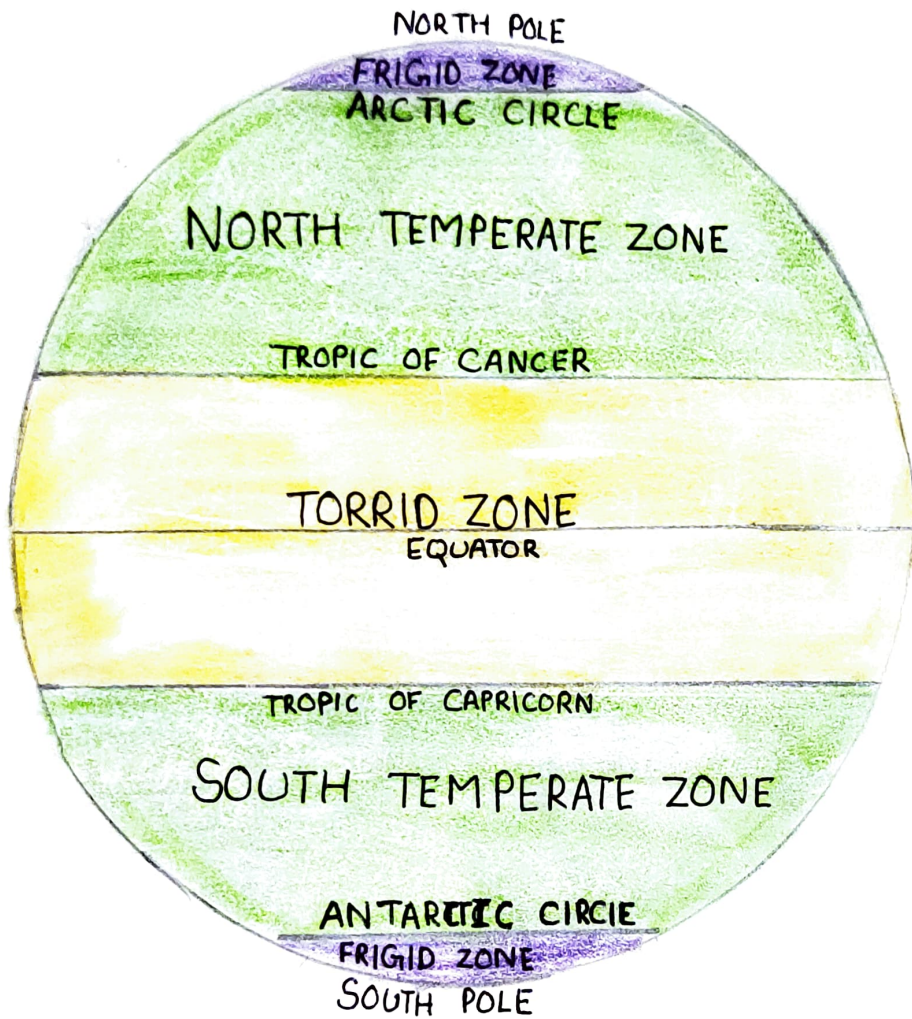 NORTH POLE
FRIGID ZONE
ARCTIC CIRCLE
NORTH TEMPERATE ZONE
TROPIC OF CANCER
TORRID ZONE
EQUATOR
TROPIC OF CAPRICORN
SOUTH TEMPERATE ZONE
ANTARCTIC CIRCIE
FRIGID ZONE
SOUTH POLE